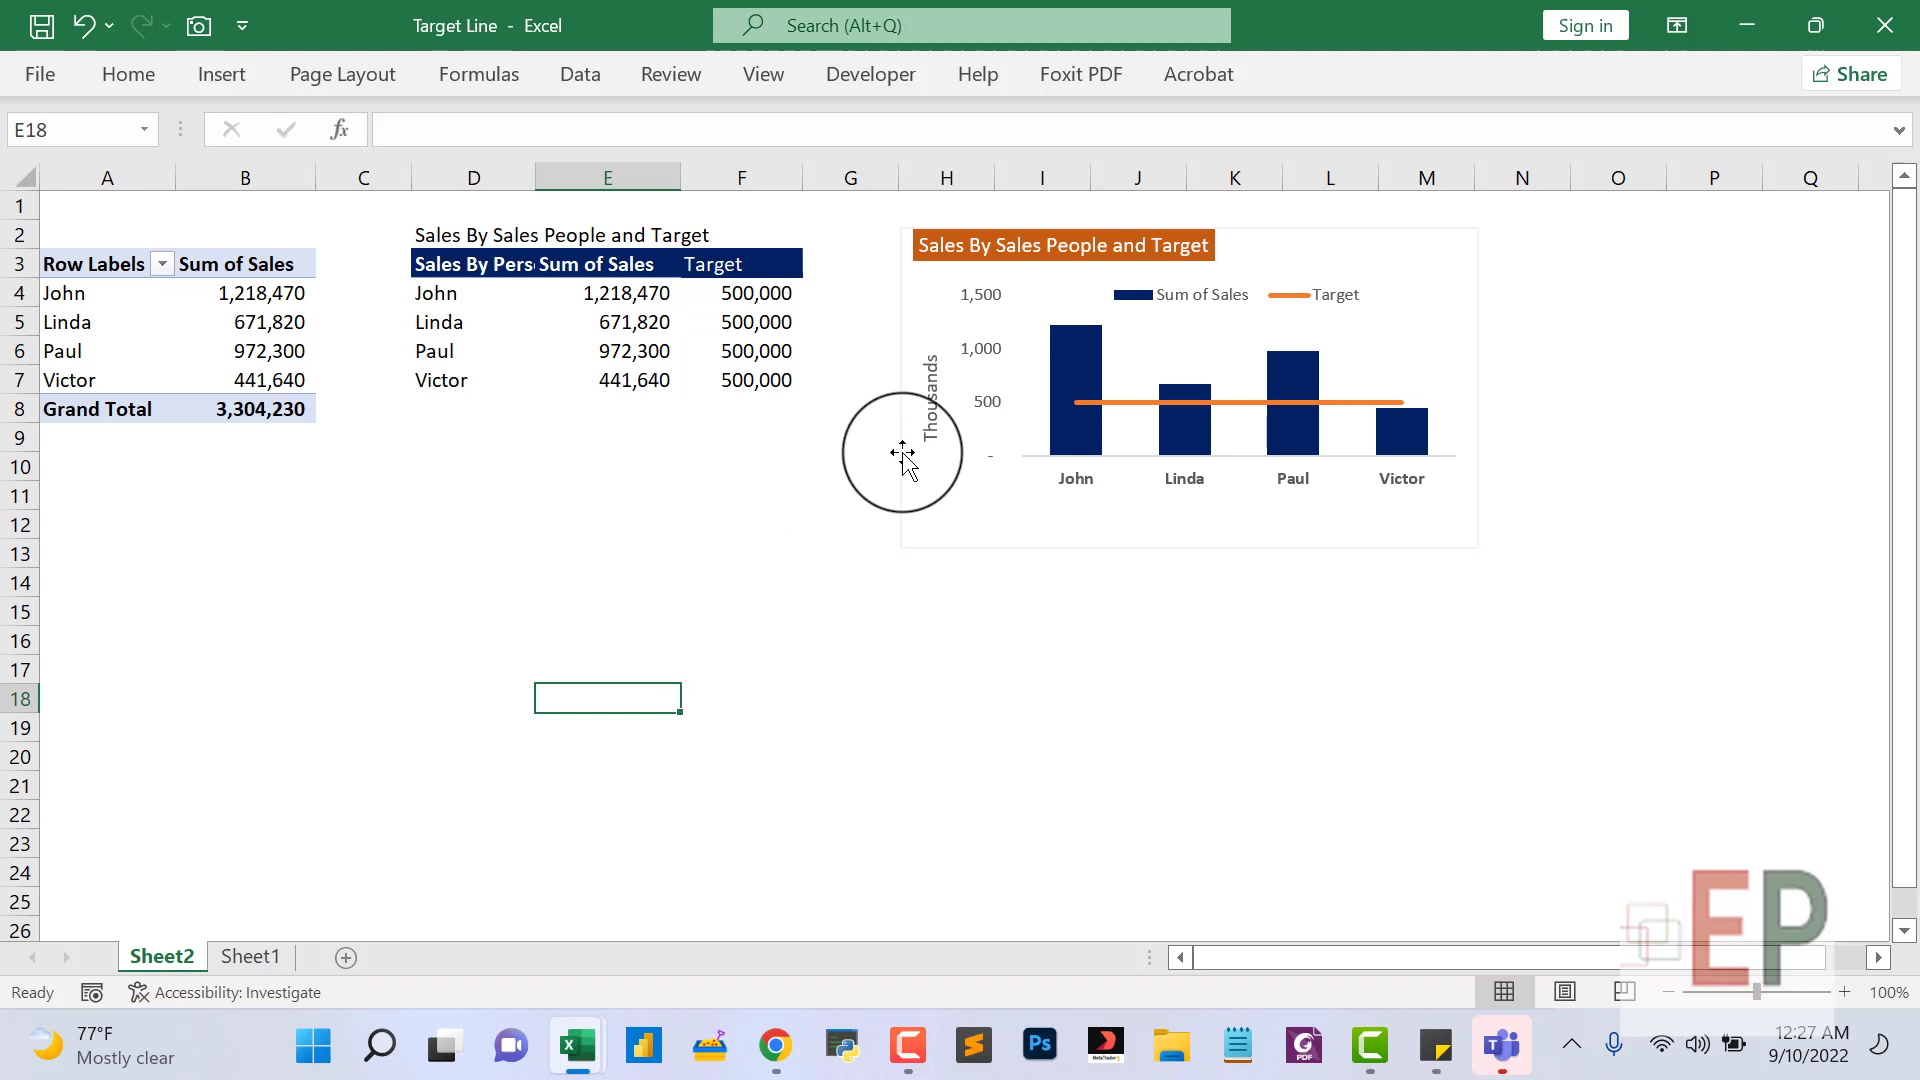 Target Line - Excel
Search (Alt+Q)
Sign in
File Home Insert Page Layout Formulas Data Review View Developer Help Foxit PDF Acrobat
Share
E18
fx
A B C D E F G H I J K L M N O P Q
1
2 Sales By Sales People and Target
3 Row Labels Sum of Sales Sales By Pers Sum of Sales Target
4 John 1,218,470 John 1,218,470 500,000
5 Linda 671,820 Linda 671,820 500,000
6 Paul 972,300 Paul 972,300 500,000
7 Victor 441,640 Victor 441,640 500,000
8 Grand Total 3,304,230
9
10
11
12
13
14
15
16
17
18
19
20
21
22
23
24
25
26
Sales By Sales People and Target
Sum of Sales Target
1,500
1,000
500
-
Thousands
John Linda Paul Victor
EP
Sheet2 Sheet1
Ready
Accessibility: Investigate
100%
77°F
Mostly clear
Ps
PDF
12:27 AM
9/10/2022